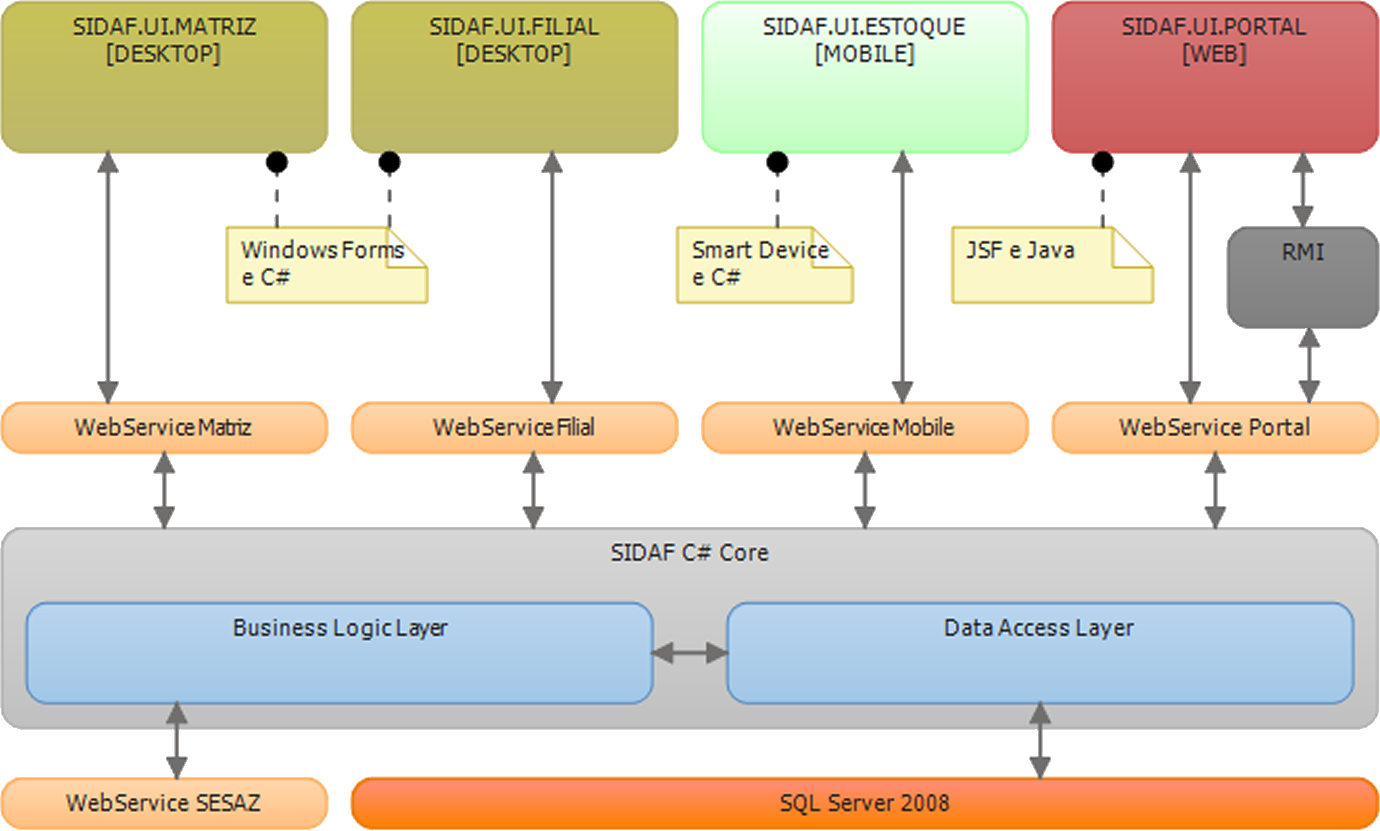 SIDAF.UI.MATRIZ
[DESKTOP]
SIDAF.UI.FILIAL
[DESKTOP]
SIDAF.UI.ESTOQUE
[MOBILE]
SIDAF.UI.PORTAL
[WEB]
Windows Forms
e C#
Smart Device
e C#
JSF e Java
RMI
WebService Matriz
WebService Filial
WebService Mobile
WebService Portal
SIDAF C# Core
Business Logic Layer
Data Access Layer
WebService SESAZ
SQL Server 2008